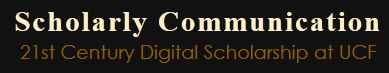 Scholarly Communication
21st Century Digital Scholarship at UCF